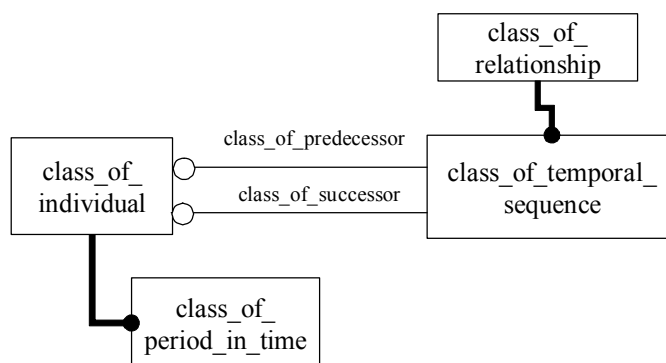 class_of_
relationship
class_of_predecessor
class_of_
individual
class_of_successor
class_of_temporal_
sequence
class_of_
period_in_time